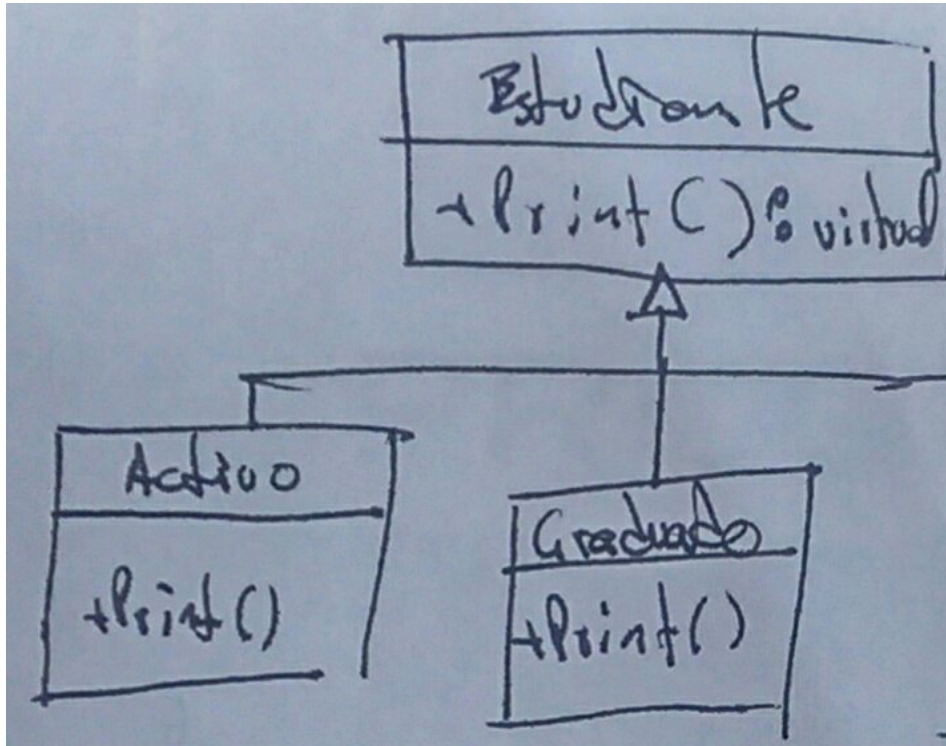 Estudiante
+Print():virtual
Activo
+Print()
Graduado
+Print()